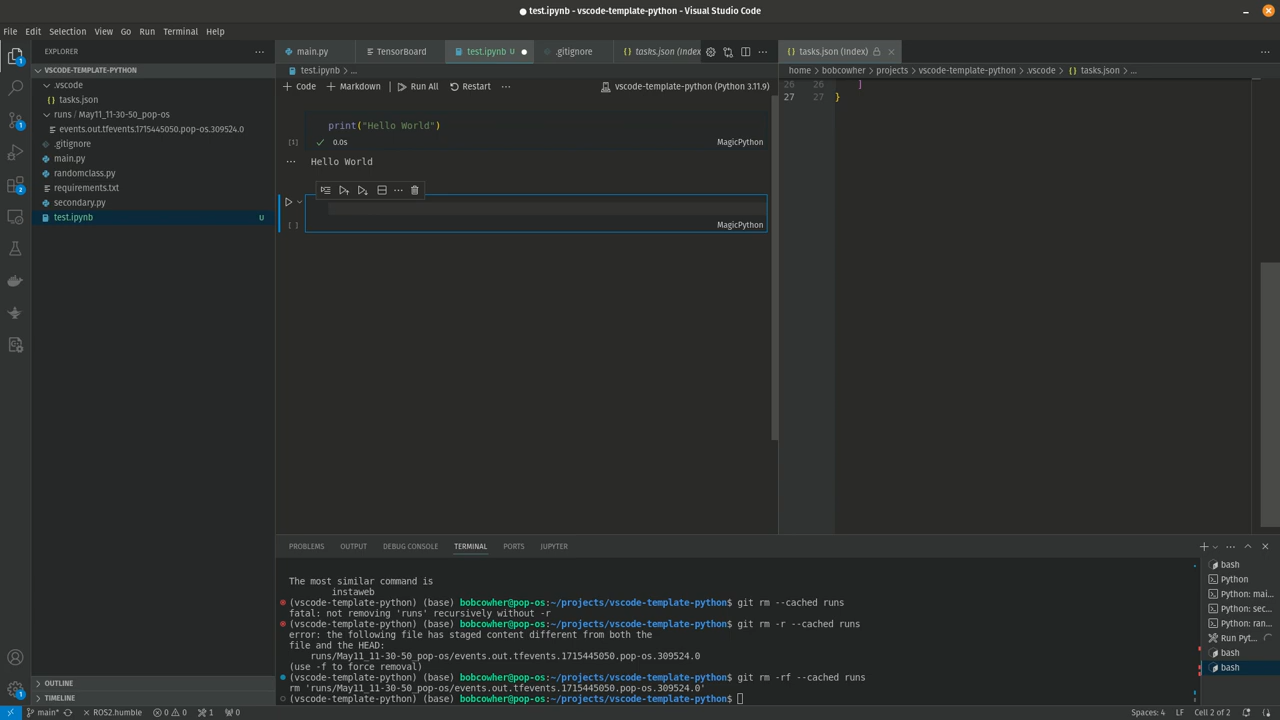 test.ipynb - vscode-template-python - Visual Studio Code
File Edit Selection View Go Run Terminal Help
EXPLORER
VSCODE-TEMPLATE-PYTHON
.vscode
tasks.json
runs / May11_11-30-50_pop-os
events.out.tfevents.1715445050.pop-os.309524.0
.gitignore
main.py
randomclass.py
requirements.txt
secondary.py
test.ipynb U
OUTLINE
TIMELINE
main.py TensorBoard test.ipynb U .gitignore tasks.json (Index)
test.ipynb > ...
+ Code + Markdown Run All Restart ... vscode-template-python (Python 3.11.9)
print("Hello World")
[1] 0.0s MagicPython
Hello World
[ ] MagicPython
tasks.json (Index)
home > bobcowher > projects > vscode-template-python > .vscode > tasks.json > ...
26 26 ]
27 27 }
PROBLEMS OUTPUT DEBUG CONSOLE TERMINAL PORTS JUPYTER
The most similar command is
instaweb
(vscode-template-python) (base) bobcowher@pop-os:~/projects/vscode-template-python$ git rm --cached runs
fatal: not removing 'runs' recursively without -r
(vscode-template-python) (base) bobcowher@pop-os:~/projects/vscode-template-python$ git rm -r --cached runs
error: the following file has staged content different from both the
file and the HEAD:
runs/May11_11-30-50_pop-os/events.out.tfevents.1715445050.pop-os.309524.0
(use -f to force removal)
(vscode-template-python) (base) bobcowher@pop-os:~/projects/vscode-template-python$ git rm -rf --cached runs
rm 'runs/May11_11-30-50_pop-os/events.out.tfevents.1715445050.pop-os.309524.0'
(vscode-template-python) (base) bobcowher@pop-os:~/projects/vscode-template-python$
bash
Python
Python: mai...
Python: sec...
Python: ran...
Run Pyt...
bash
bash
1
1
2
main* ROS2.humble 0 0 1 0 Spaces: 4 LF Cell 2 of 2